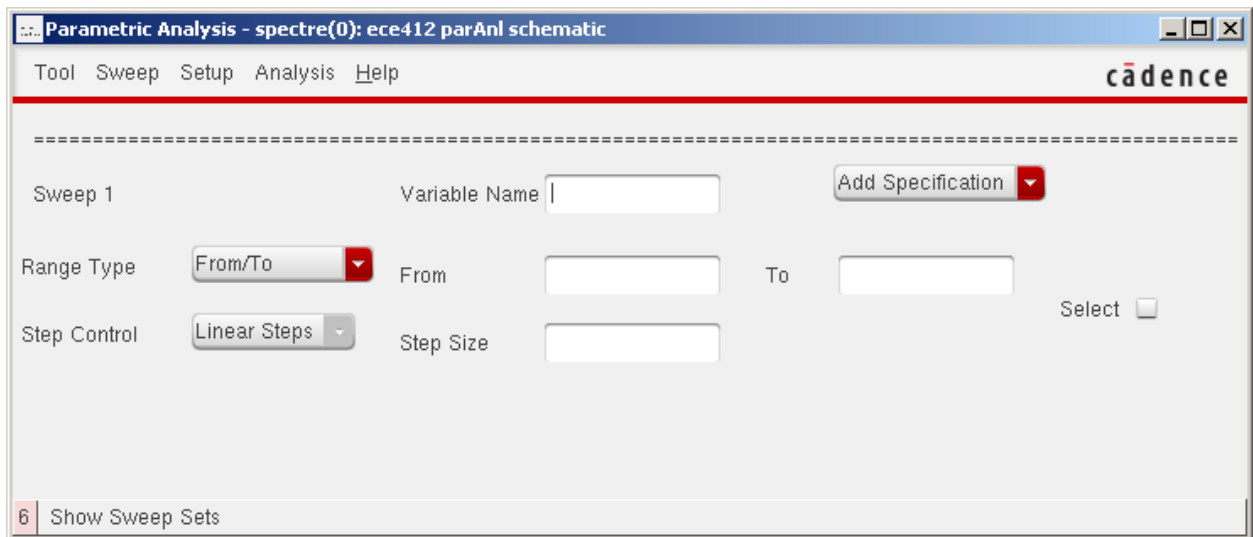 Parametric Analysis - spectre(0): ece412 parAnl schematic
Tool Sweep Setup Analysis Help
cādence
=====================================================================================================
Sweep 1 Variable Name Add Specification
Range Type From/To From To
Select
Step Control Linear Steps Step Size
6 Show Sweep Sets